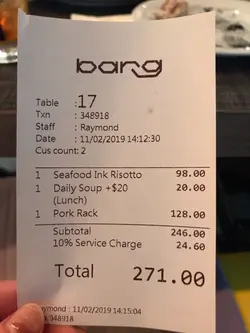 bang
Table : 17
Txn : 348918
Staff : Raymond
Date : 11/02/2019 14:12:30
Cus count: 2
1 Seafood Ink Risotto 98.00
1 Daily Soup +$20 20.00
(Lunch)
1 Pork Rack 128.00
Subtotal 246.00
10% Service Charge 24.60
Total 271.00
aymond : 11/02/2019 14:15:04
348918